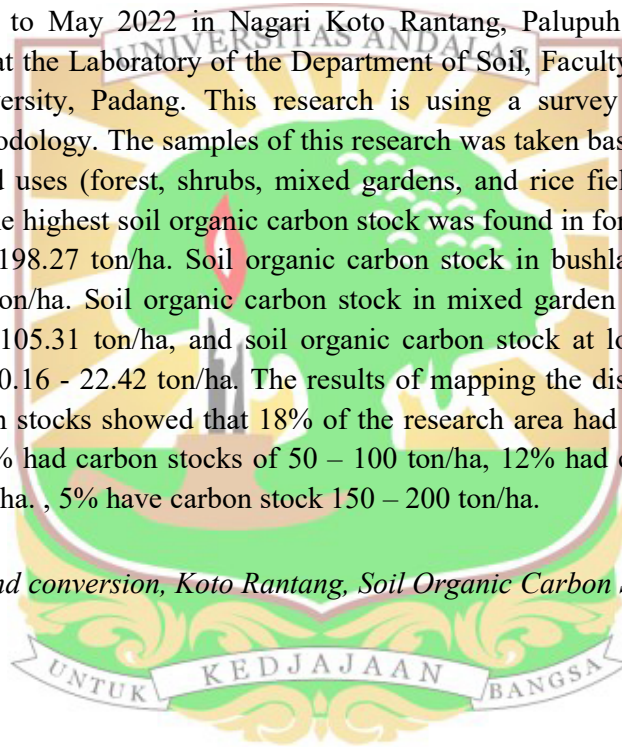 to May 2022 in Nagari Koto Rantang, Palupuh
UNIVERSITAS ANDALAS
at the Laboratory of the Department of Soil, Faculty
versity, Padang. This research is using a survey
odology. The samples of this research was taken bas
d uses (forest, shrubs, mixed gardens, and rice fiel
he highest soil organic carbon stock was found in for
198.27 ton/ha. Soil organic carbon stock in bushla
ton/ha. Soil organic carbon stock in mixed garden
105.31 ton/ha, and soil organic carbon stock at lo
0.16 - 22.42 ton/ha. The results of mapping the dis
n stocks showed that 18% of the research area had
% had carbon stocks of 50 – 100 ton/ha, 12% had c
ha. , 5% have carbon stock 150 – 200 ton/ha.
nd conversion, Koto Rantang, Soil Organic Carbon
UNTUK KEDJAJAAN BANGSA